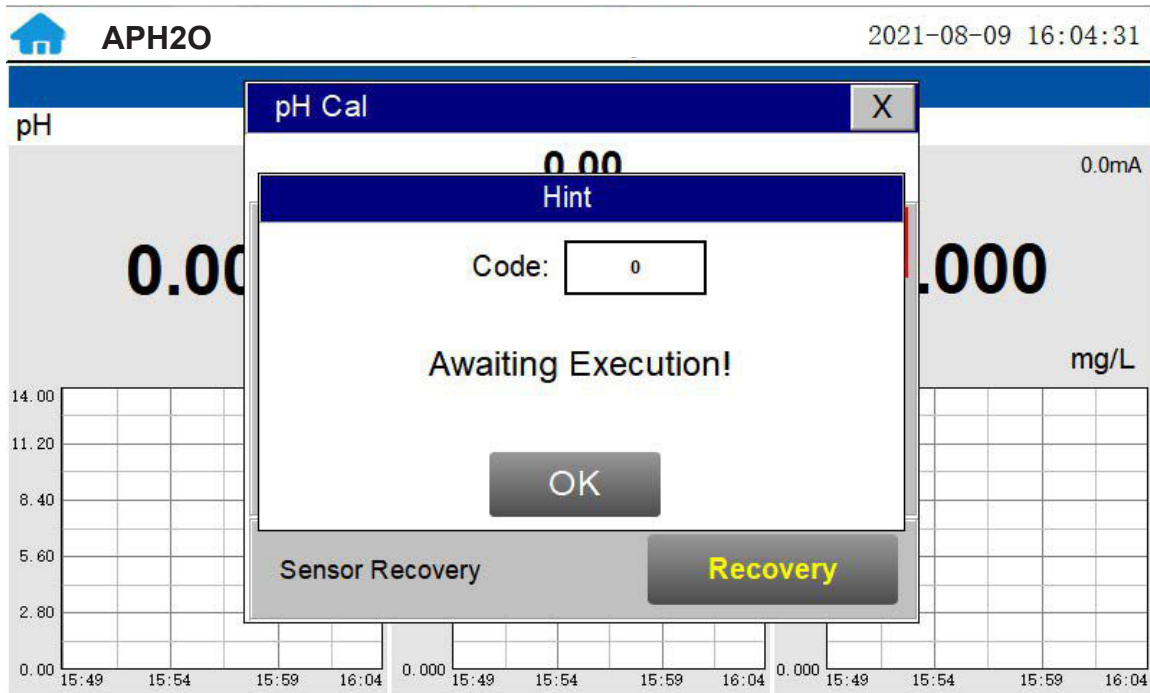 APH2O
2021-08-09 16:04:31
pH Cal
X
pH
0.00
0.0mA
Hint
Code: 0
0.00
.000
Awaiting Execution!
mg/L
OK
Sensor Recovery
Recovery
14.00
11.20
8.40
5.60
2.80
0.00
15:49 15:54 15:59 16:04
0.000
15:49 15:54 15:59 16:04
0.000
15:49 15:54 15:59 16:04